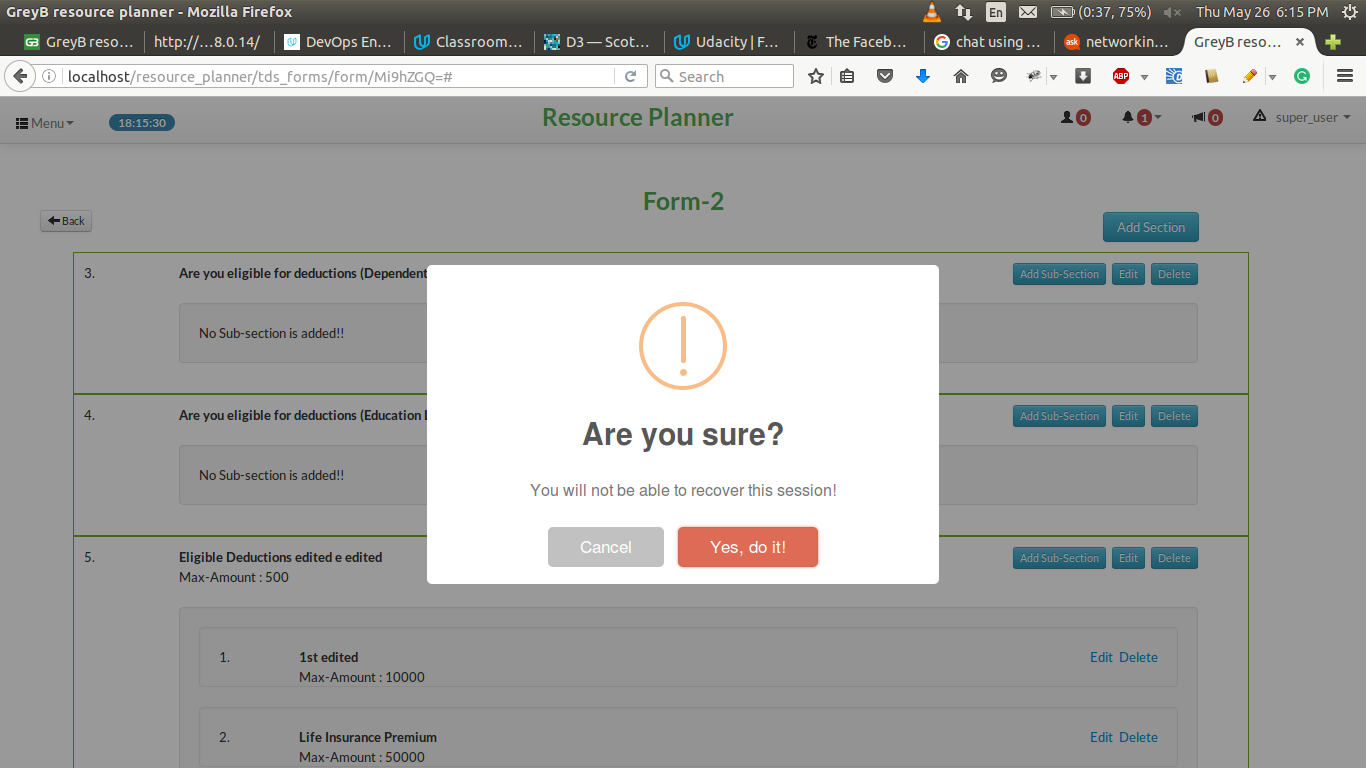 GreyB resource planner - Mozilla Firefox
En
(0:37, 75%)
Thu May 26 6:15 PM
GB GreyB reso...
http://...8.0.14/
DevOps En...
Classroom...
D3 — Scot...
Udacity | F...
The Faceb...
chat using ...
ask networkin...
GreyB reso...
localhost/resource_planner/tds_forms/form/Mi9hZGQ=#
Search
ABP
Menu
18:15:30
Resource Planner
0
1
0
super_user
Form-2
Back
Add Section
3. Are you eligible for deductions (Dependent
Add Sub-Section Edit Delete
No Sub-section is added!!
4. Are you eligible for deductions (Education
Add Sub-Section Edit Delete
No Sub-section is added!!
Are you sure?
You will not be able to recover this session!
Cancel
Yes, do it!
5. Eligible Deductions edited e edited
Add Sub-Section Edit Delete
Max-Amount : 500
1. 1st edited
Edit Delete
Max-Amount : 10000
2. Life Insurance Premium
Edit Delete
Max-Amount : 50000